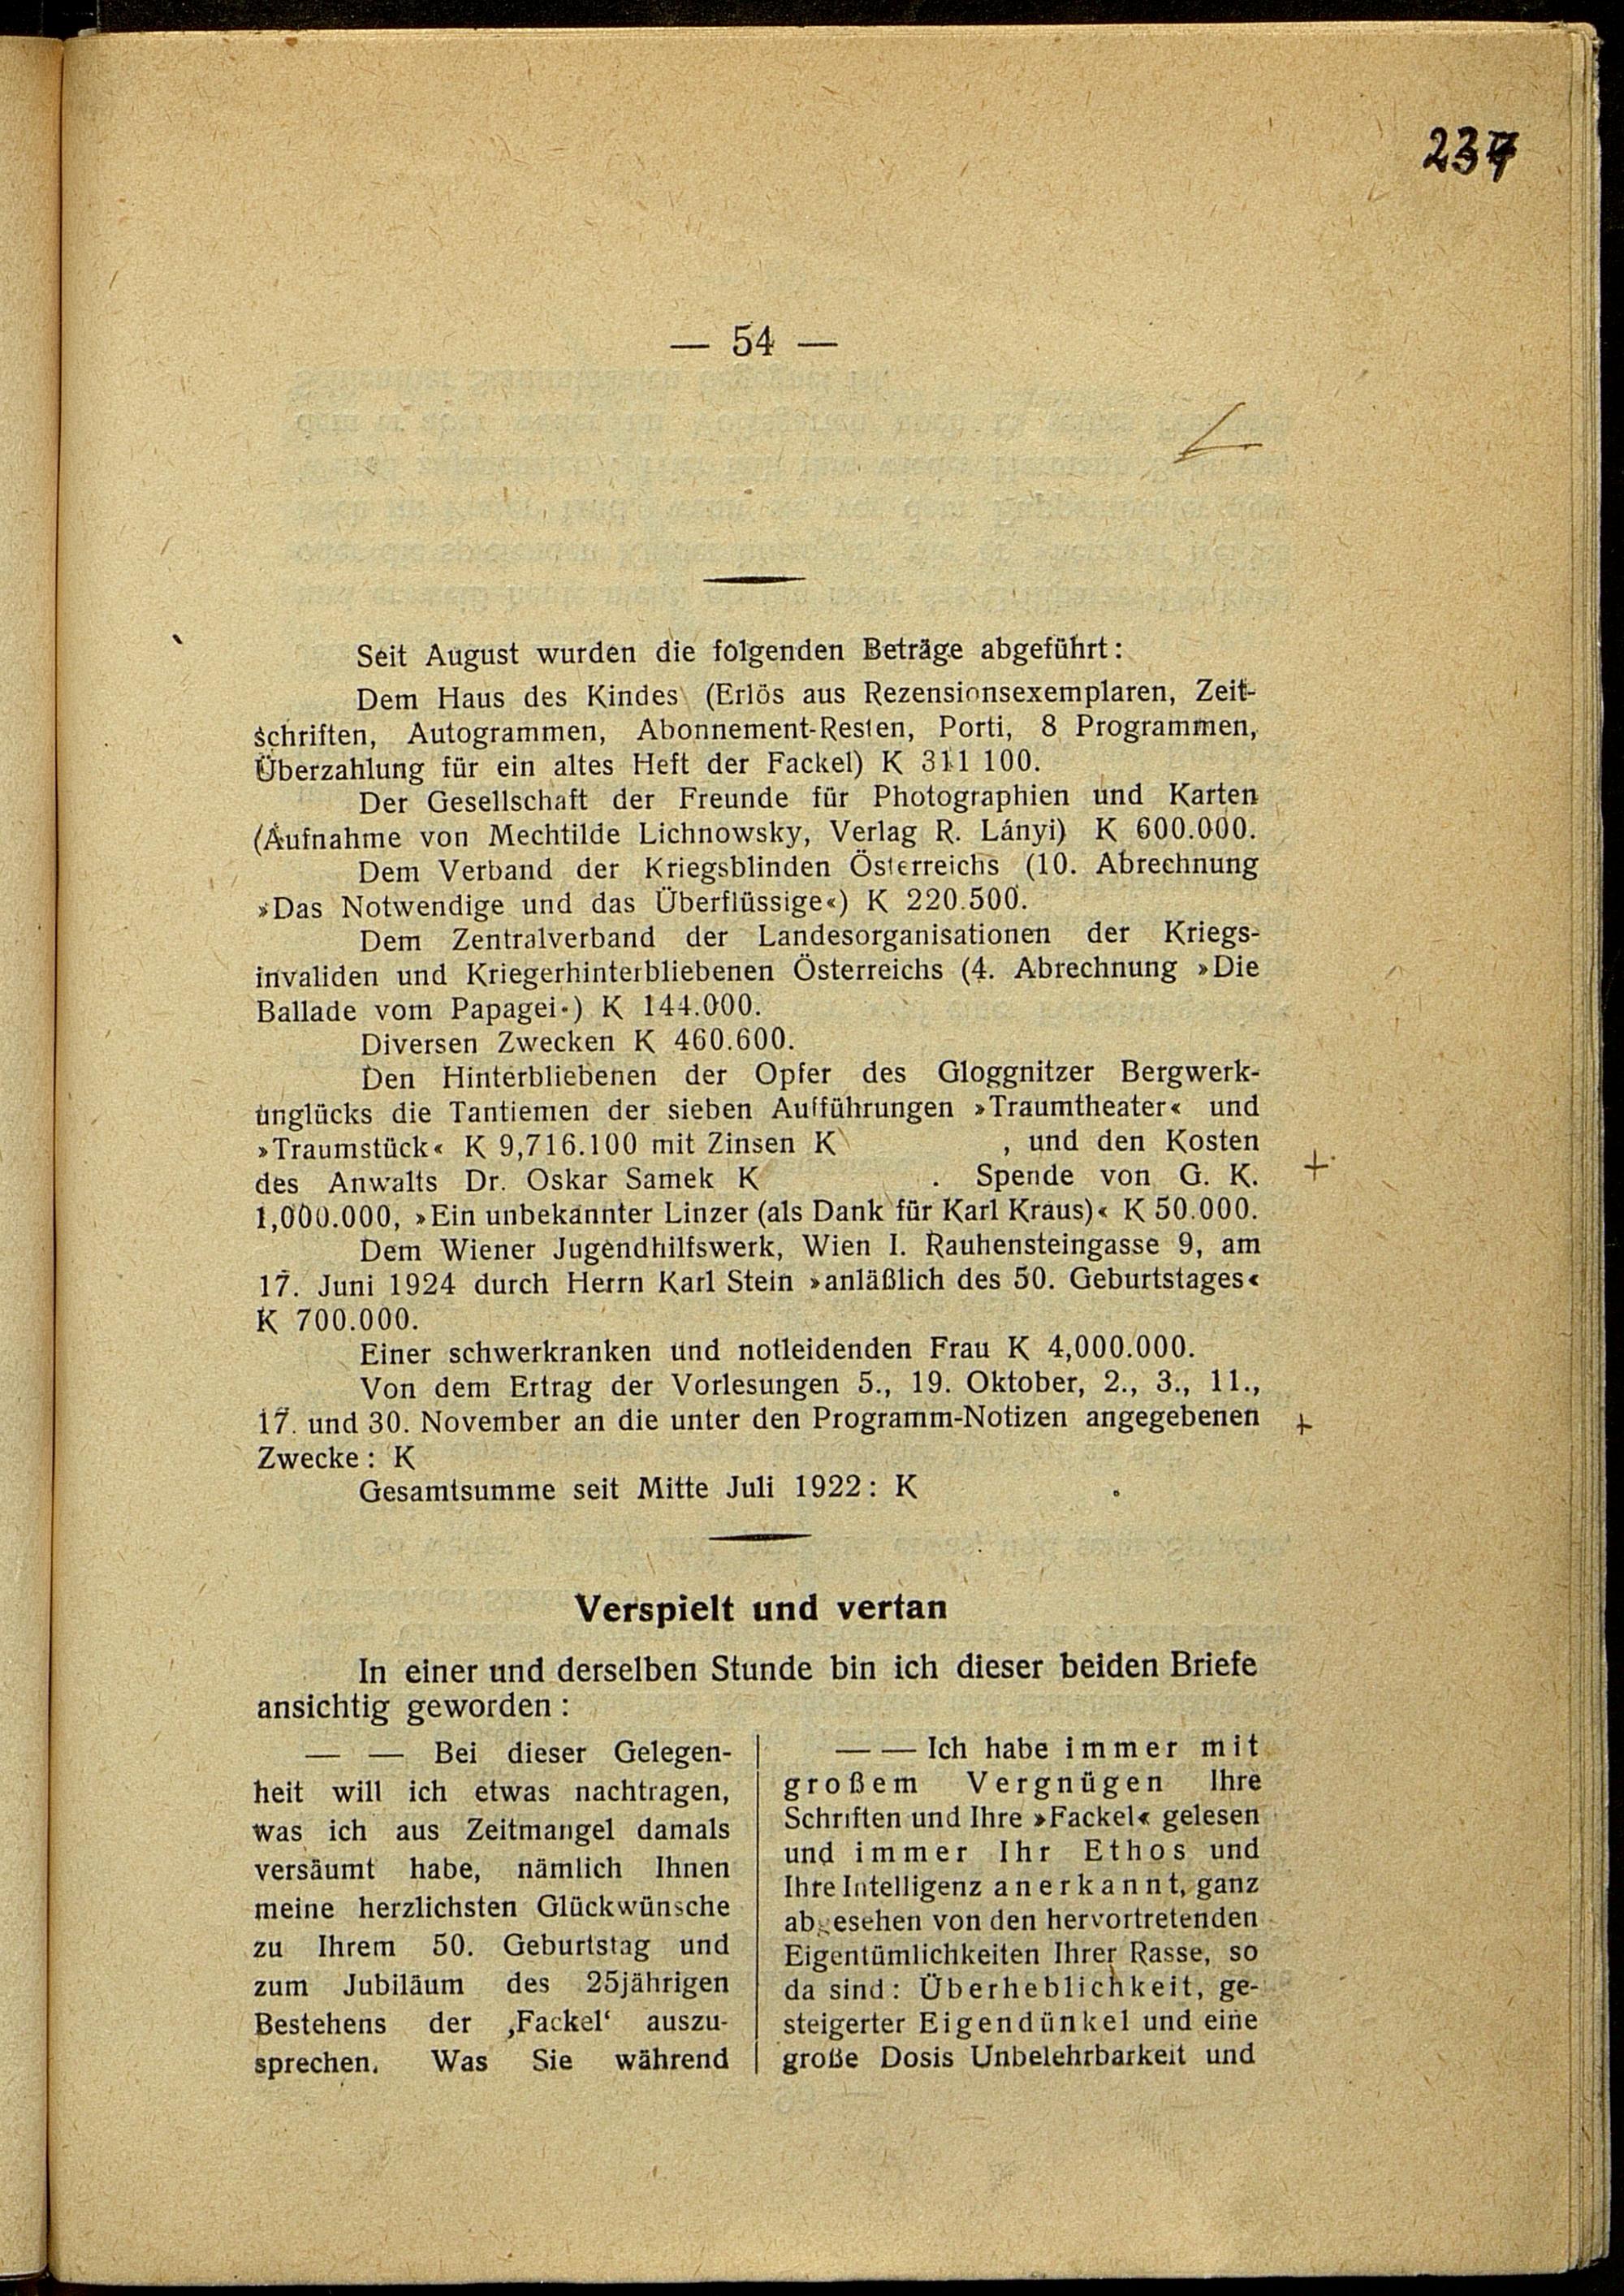 — 54 —
Seit August wurden die folgenden Beträge abgeführt:
Dem Haus des Kindes (Erlös aus Rezensionsexemplaren, Zeit-
schriften, Autogrammen, Abonnement-Resten, Porti, 8 Programmen,
Überzahlung für ein altes Heft der Fackel) K 311 100.
Der Gesellschaft der Freunde für Photographien und Karten
(Aufnahme von Mechtilde Lichnowsky, Verlag R. Lányi) K 600.000.
Dem Verband der Kriegsblinden Österreichs (10. Abrechnung
»Das Notwendige und das Überflüssige«) K 220.500.
Dem Zentralverband der Landesorganisationen der Kriegs-
invaliden und Kriegerhinterbliebenen Österreichs (4. Abrechnung »Die
Ballade vom Papagei«) K 144.000.
Diversen Zwecken K 460.600.
Den Hinterbliebenen der Opfer des Gloggnitzer Bergwerk-
unglücks die Tantiemen der sieben Aufführungen »Traumtheater« und
»Traumstück« K 9,716.100 mit Zinsen K , und den Kosten
des Anwalts Dr. Oskar Samek K . Spende von G. K. +
1,000.000, »Ein unbekannter Linzer (als Dank für Karl Kraus)« K 50.000.
Dem Wiener Jugendhilfswerk, Wien I. Rauhensteingasse 9, am
17. Juni 1924 durch Herrn Karl Stein »anläßlich des 50. Geburtstages«
K 700.000.
Einer schwerkranken und notleidenden Frau K 4,000.000.
Von dem Ertrag der Vorlesungen 5., 19. Oktober, 2., 3., 11.,
17. und 30. November an die unter den Programm-Notizen angegebenen +
Zwecke: K
Gesamtsumme seit Mitte Juli 1922: K .
Verspielt und vertan
In einer und derselben Stunde bin ich dieser beiden Briefe
ansichtig geworden:
— — Bei dieser Gelegen-
heit will ich etwas nachtragen,
was ich aus Zeitmangel damals
versäumt habe, nämlich Ihnen
meine herzlichsten Glückwünsche
zu Ihrem 50. Geburtstag und
zum Jubiläum des 25jährigen
Bestehens der ‚Fackel‘ auszu-
sprechen. Was Sie während
— — Ich habe immer mit
großem Vergnügen Ihre
Schriften und Ihre »Fackel« gelesen
und immer Ihr Ethos und
Ihre Intelligenz anerkannt, ganz
abgesehen von den hervortretenden
Eigentümlichkeiten Ihrer Rasse, so
da sind: Überheblichkeit, ge-
steigerter Eigendünkel und eine
große Dosis Unbelehrbarkeit und